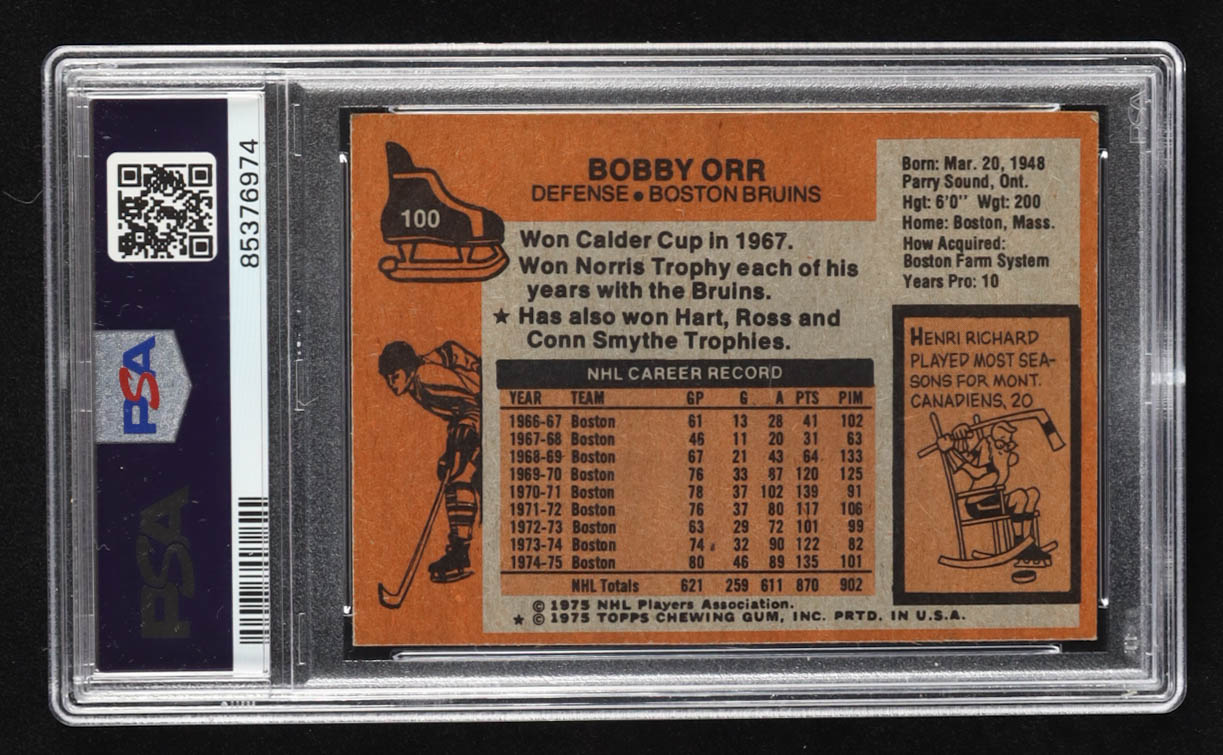 PSA
85376974
PSA
PSA
100
BOBBY ORR
DEFENSE • BOSTON BRUINS
Won Calder Cup in 1967.
Won Norris Trophy each of his
years with the Bruins.
★ Has also won Hart, Ross and
Conn Smythe Trophies.
NHL CAREER RECORD
YEAR TEAM GP G A PTS PIM
1966-67 Boston 61 13 28 41 102
1967-68 Boston 46 11 20 31 63
1968-69 Boston 67 21 43 64 133
1969-70 Boston 76 33 87 120 125
1970-71 Boston 78 37 102 139 91
1971-72 Boston 76 37 80 117 106
1972-73 Boston 63 29 72 101 99
1973-74 Boston 74 32 90 122 82
1974-75 Boston 80 46 89 135 101
NHL Totals 621 259 611 870 902
© 1975 NHL Players Association.
★ © 1975 TOPPS CHEWING GUM, INC. PRTD. IN U.S.A.
Born: Mar. 20, 1948
Parry Sound, Ont.
Hgt: 6'0" Wgt: 200
Home: Boston, Mass.
How Acquired:
Boston Farm System
Years Pro: 10
HENRI RICHARD
PLAYED MOST SEA-
SONS FOR MONT.
CANADIENS, 20